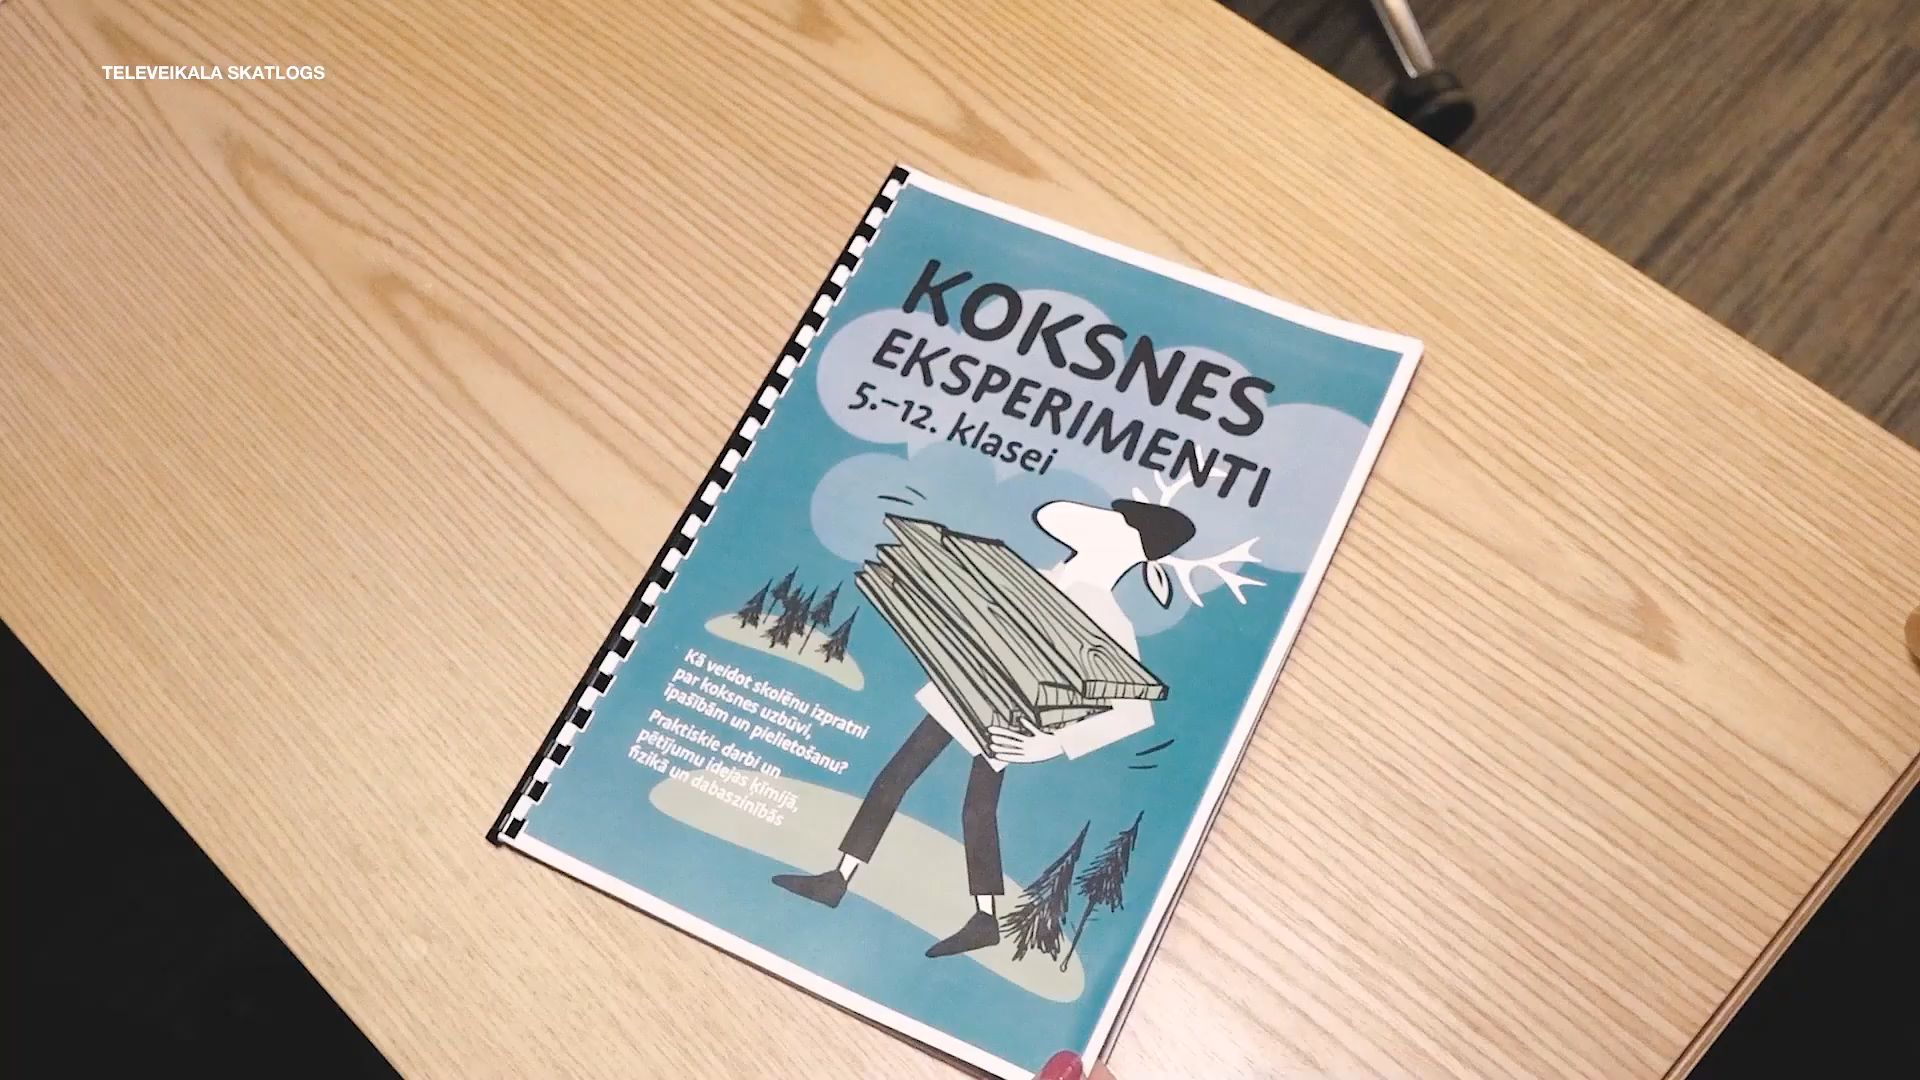 TELEVEIKALA SKATLOGS
KOKSNES
EKSPERIMENTI
5.–12. klasei
Kā veidot skolēnu izpratni
par koksnes uzbūvi,
īpašībām un pielietošanu?
Praktiskie darbi un
pētījumu idejas ķīmijā,
fizikā un dabaszinībās